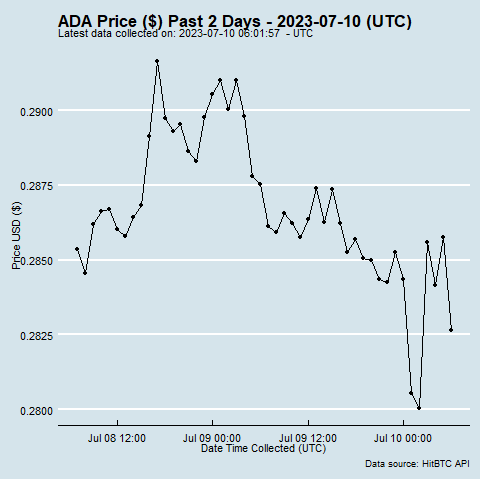 ADA Price ($) Past 2 Days - 2023-07-10 (UTC)
Latest data collected on: 2023-07-10 06:01:57  - UTC
Price USD ($)
0.2900
0.2875
0.2850
0.2825
0.2800
Jul 08 12:00
Jul 09 00:00
Jul 09 12:00
Jul 10 00:00
Date Time Collected (UTC)
Data source: HitBTC API